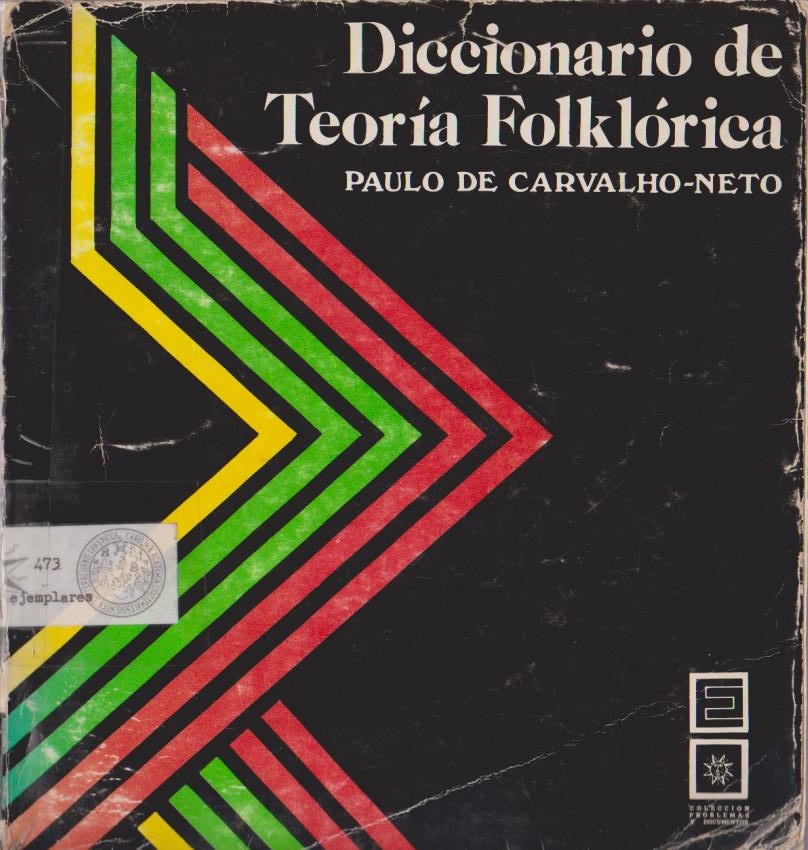 Diccionario de
Teoría Folklórica
PAULO DE CARVALHO-NETO
473
ejemplares
COLECCION
PROBLEMAS
Y DOCUMENTOS